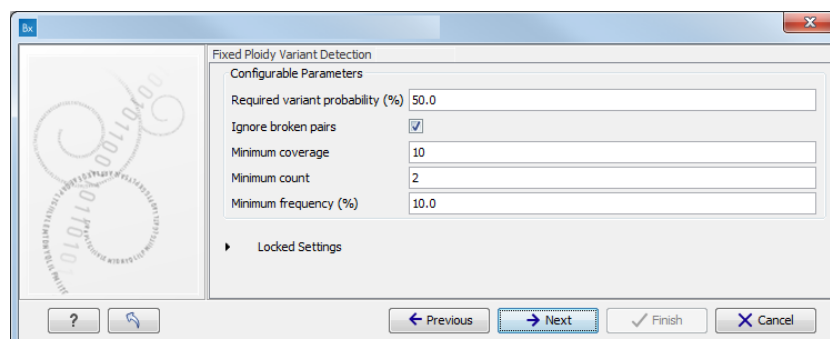 Bx
Fixed Ploidy Variant Detection
Configurable Parameters
Required variant probability (%) 50.0
Ignore broken pairs
Minimum coverage 10
Minimum count 2
Minimum frequency (%) 10.0
Locked Settings
? Previous Next Finish Cancel